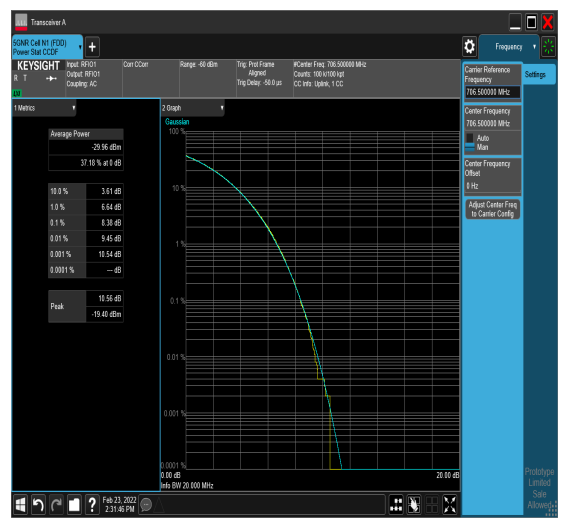 Transceiver A
5GNR Cell N1 (FDD)
Power Stat CCDF
Frequency
KEYSIGHT
R T
Input: RFIO1
Output: RFIO1
Coupling: AC
Corr CCorr
Range: -60 dBm
Trig: Prot Frame
Aligned
Trig Delay: -50.0 µs
#Center Freq: 706.500000 MHz
Counts: 100 k/100 kpt
CC Info: Uplink, 1 CC
1 Metrics
Average Power
-29.96 dBm
37.18 % at 0 dB
10.0 % 3.61 dB
1.0 % 6.64 dB
0.1 % 8.38 dB
0.01 % 9.45 dB
0.001 % 10.54 dB
0.0001 % --- dB
Peak
10.56 dB
-19.40 dBm
2 Graph
Gaussian
100 %
10 %
1 %
0.1 %
0.01 %
0.001 %
0.0001 %
0.00 dB
20.00 dB
Info BW 20.000 MHz
Carrier Reference
Frequency
706.500000 MHz
Center Frequency
706.500000 MHz
Auto
Man
Center Frequency
Offset
0 Hz
Adjust Center Freq
to Carrier Config
Settings
Prototype
Limited
Sale
Allowed
?
Feb 23, 2022
2:31:46 PM